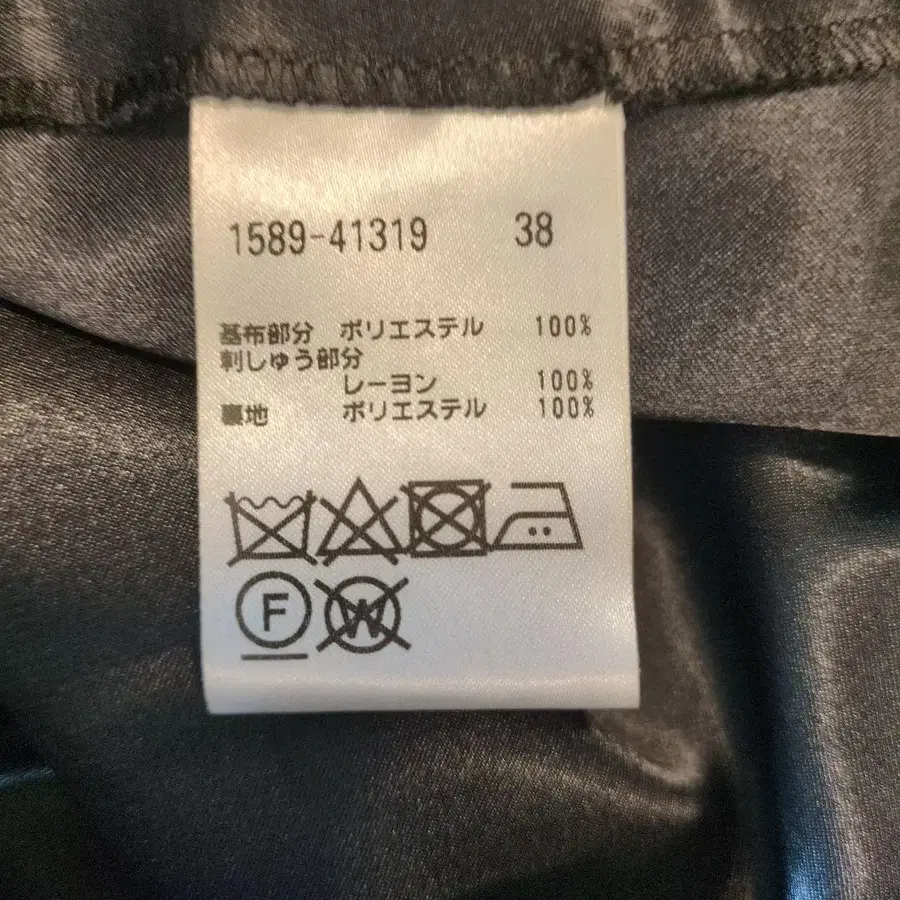 1589-41319 38
基布部分 ポリエステル 100%
刺しゅう部分
レーヨン 100%
裏地 ポリエステル 100%
F W